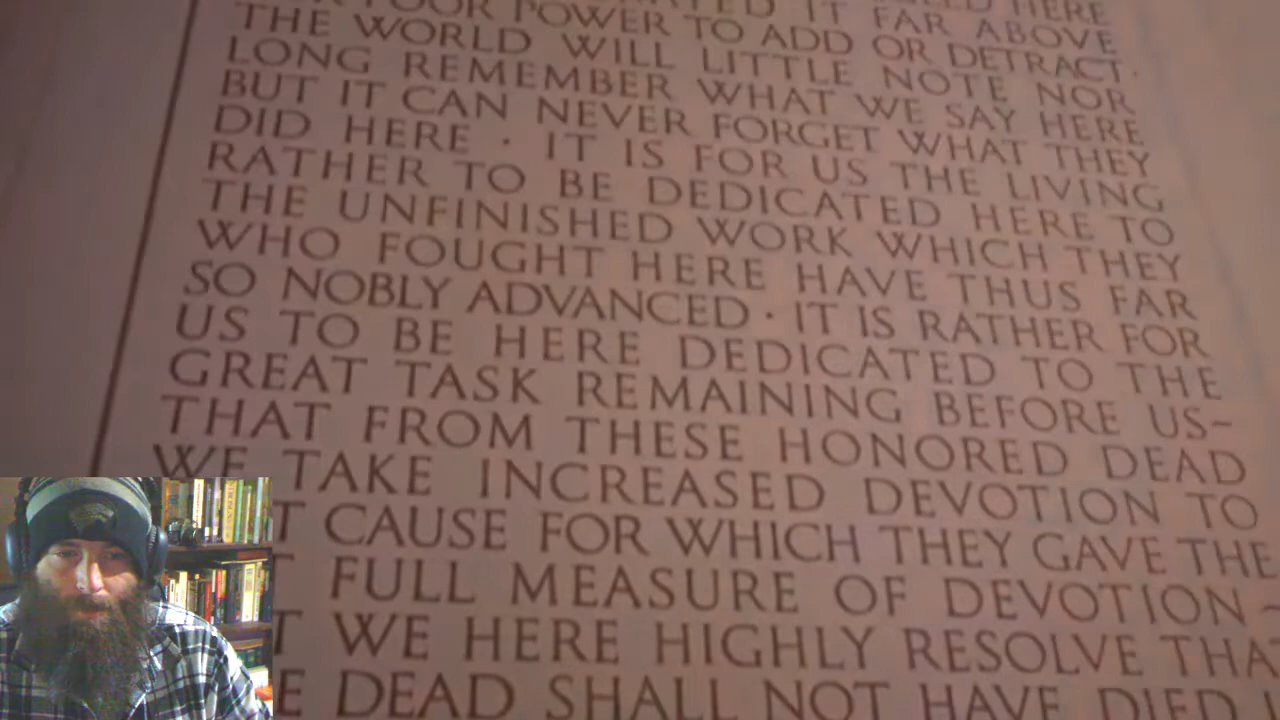 POOR POWER TO ADD OR DETRACT·
THE WORLD WILL LITTLE NOTE NOR
LONG REMEMBER WHAT WE SAY HERE
BUT IT CAN NEVER FORGET WHAT THEY
DID HERE · IT IS FOR US THE LIVING
RATHER TO BE DEDICATED HERE TO
THE UNFINISHED WORK WHICH THEY
WHO FOUGHT HERE HAVE THUS FAR
SO NOBLY ADVANCED · IT IS RATHER FOR
US TO BE HERE DEDICATED TO THE
GREAT TASK REMAINING BEFORE US–
THAT FROM THESE HONORED DEAD
WE TAKE INCREASED DEVOTION TO
CAUSE FOR WHICH THEY GAVE THE
FULL MEASURE OF DEVOTION–
WE HERE HIGHLY RESOLVE THAT
DEAD SHALL NOT HAVE DIED